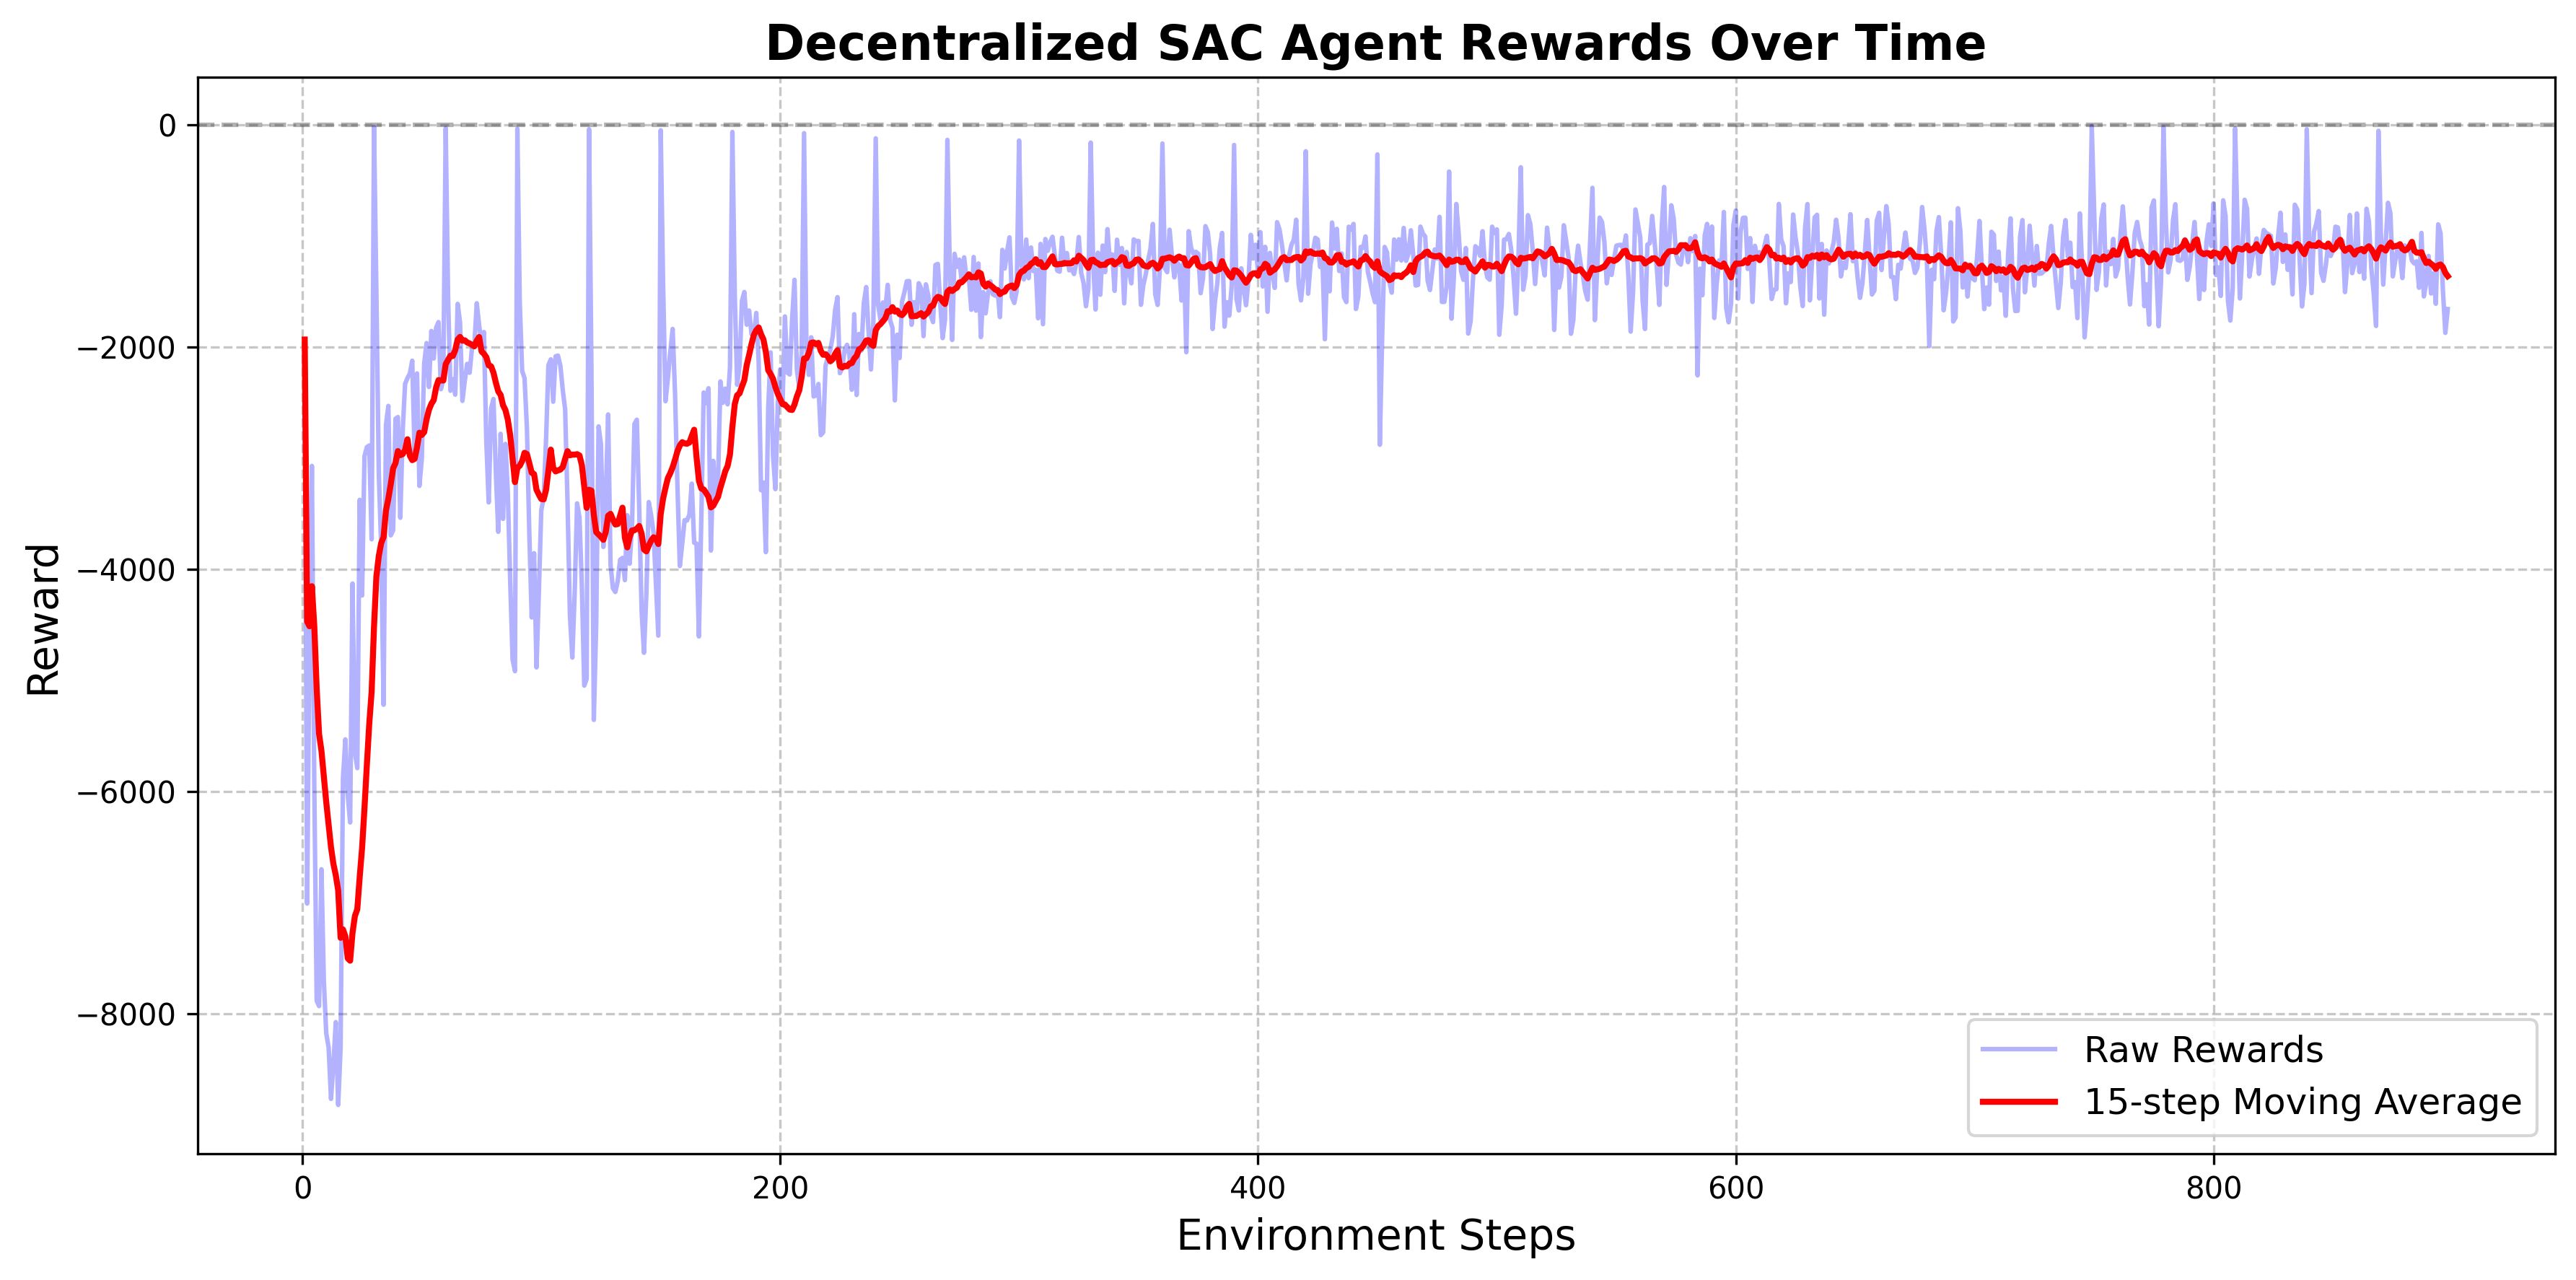 Decentralized SAC Agent Rewards Over Time
0
−2000
−4000
−6000
−8000
Reward
0
200
400
600
800
Environment Steps
Raw Rewards
15-step Moving Average